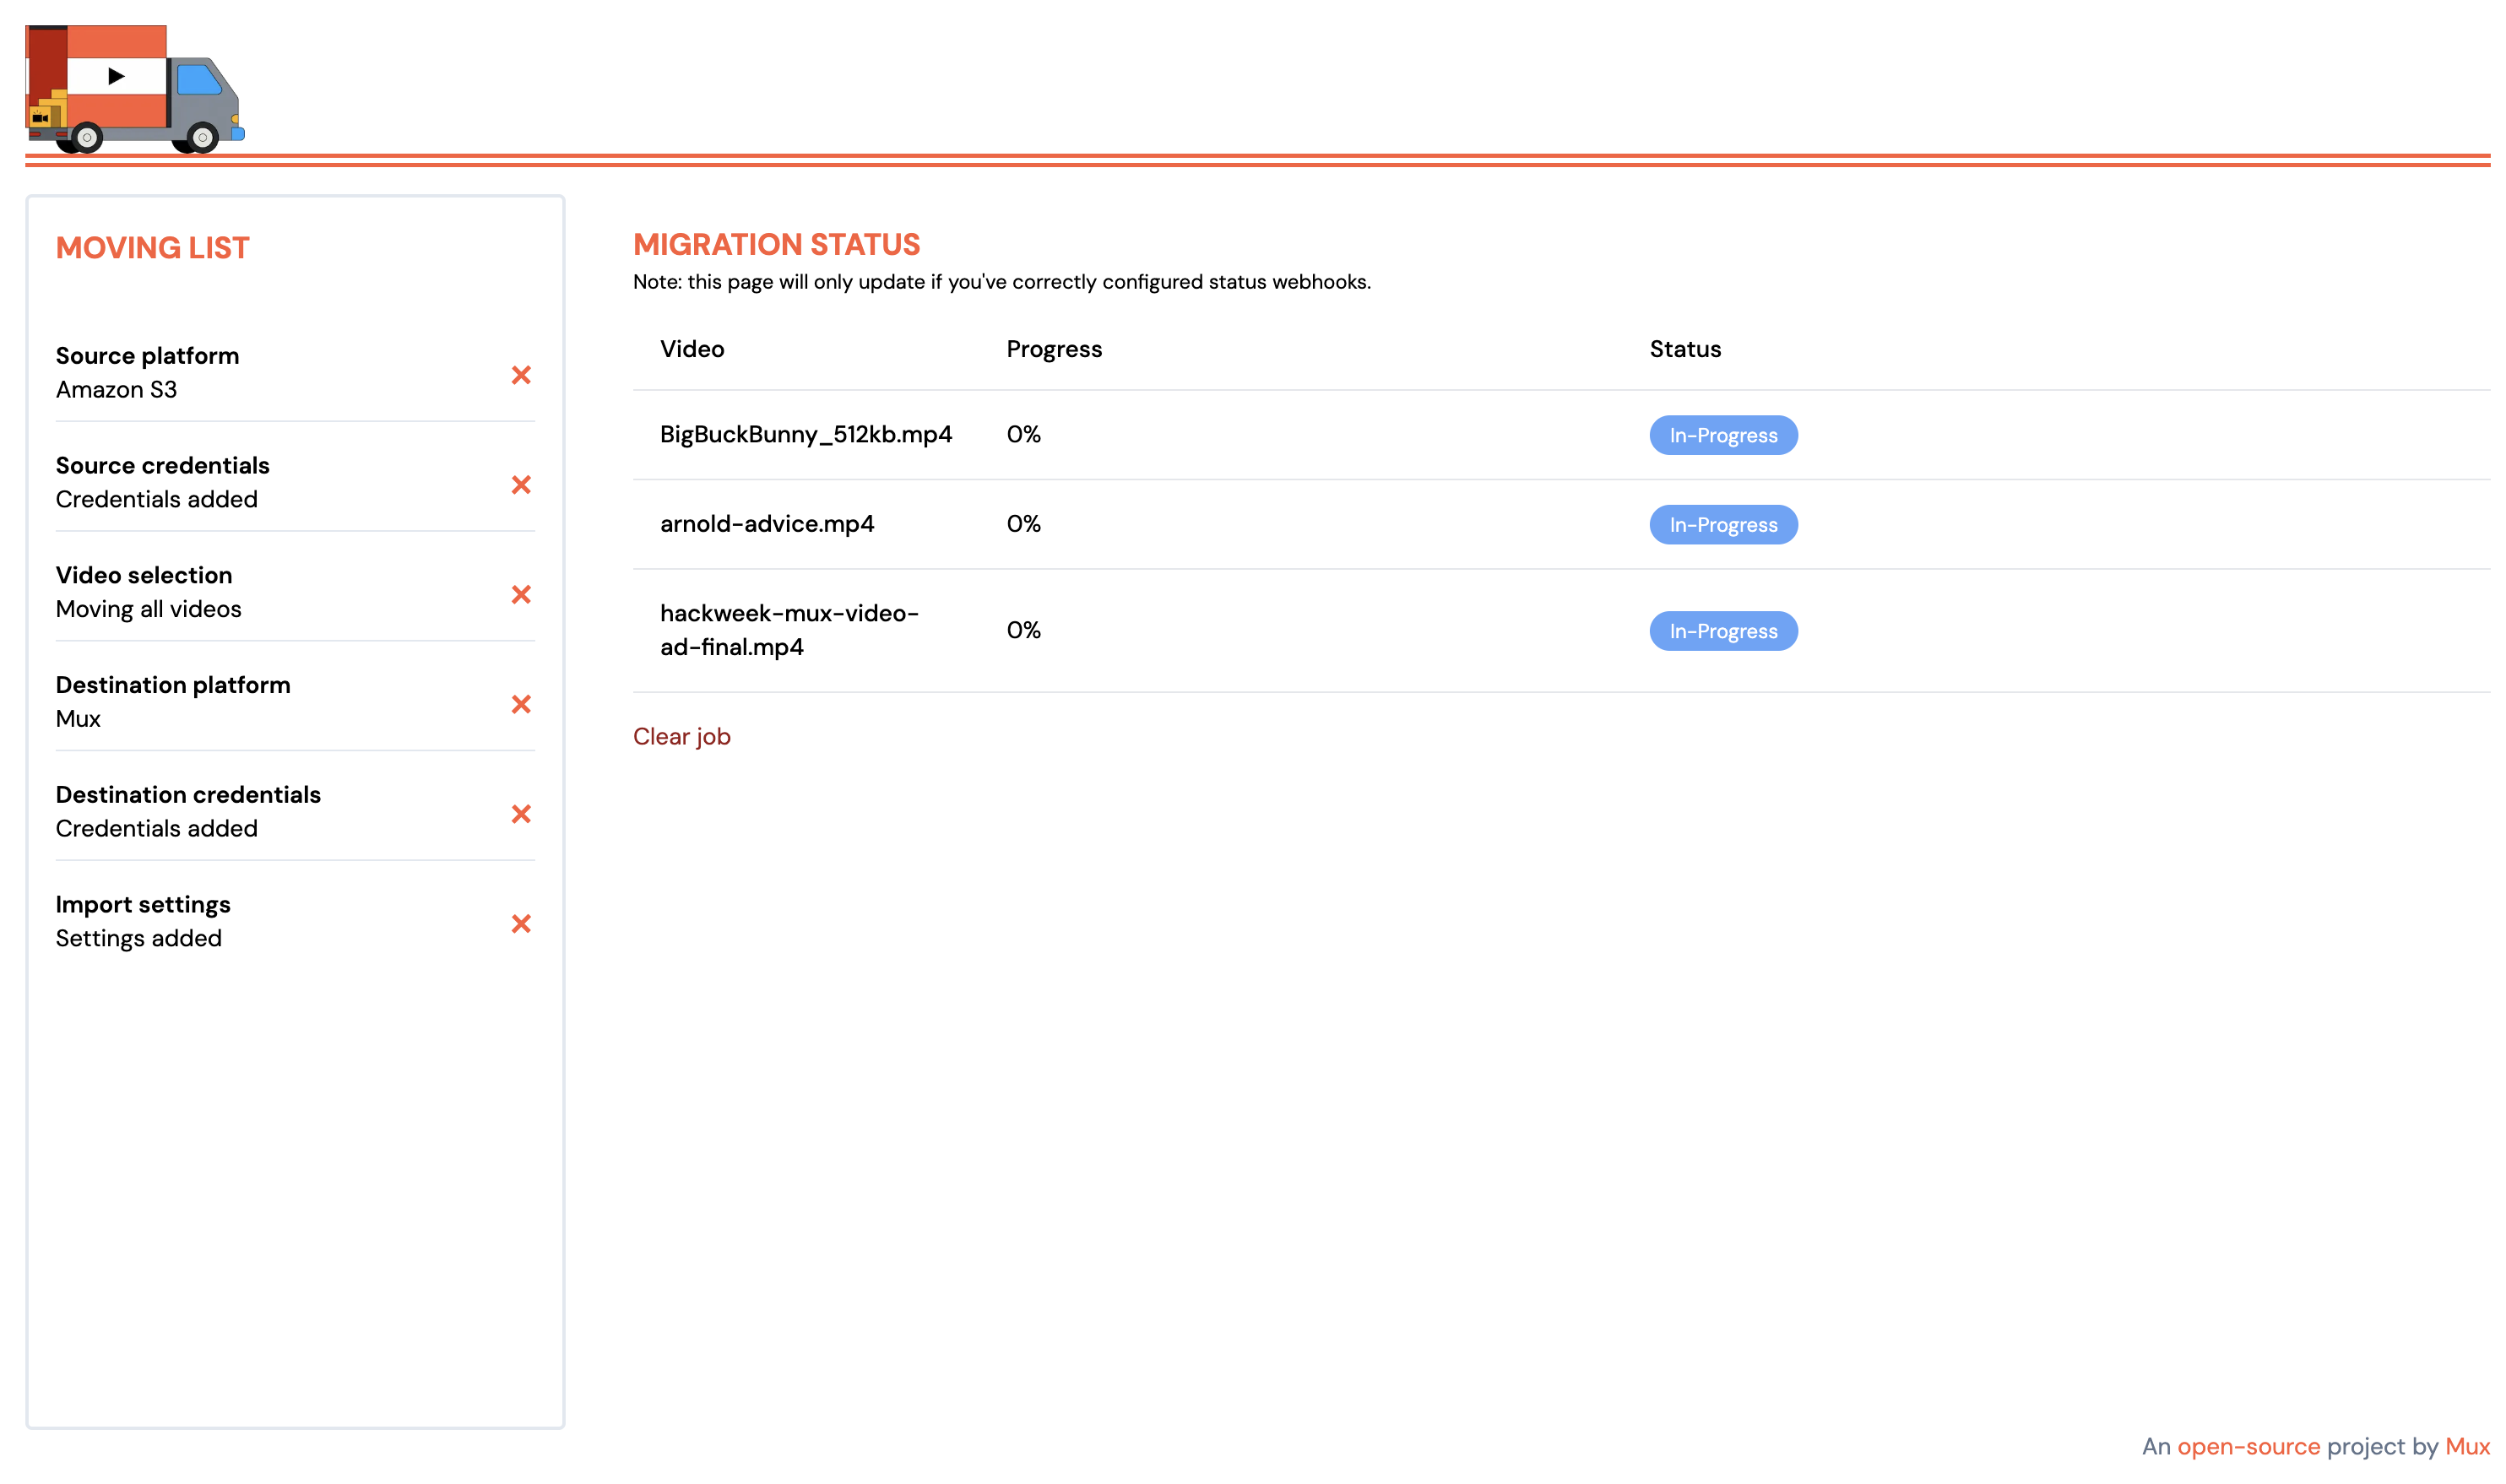 MOVING LIST
Source platform
Amazon S3
Source credentials
Credentials added
Video selection
Moving all videos
Destination platform
Mux
Destination credentials
Credentials added
Import settings
Settings added
MIGRATION STATUS
Note: this page will only update if you've correctly configured status webhooks.
Video Progress Status
BigBuckBunny_512kb.mp4 0% In-Progress
arnold-advice.mp4 0% In-Progress
hackweek-mux-video-
ad-final.mp4 0% In-Progress
Clear job
An open-source project by Mux